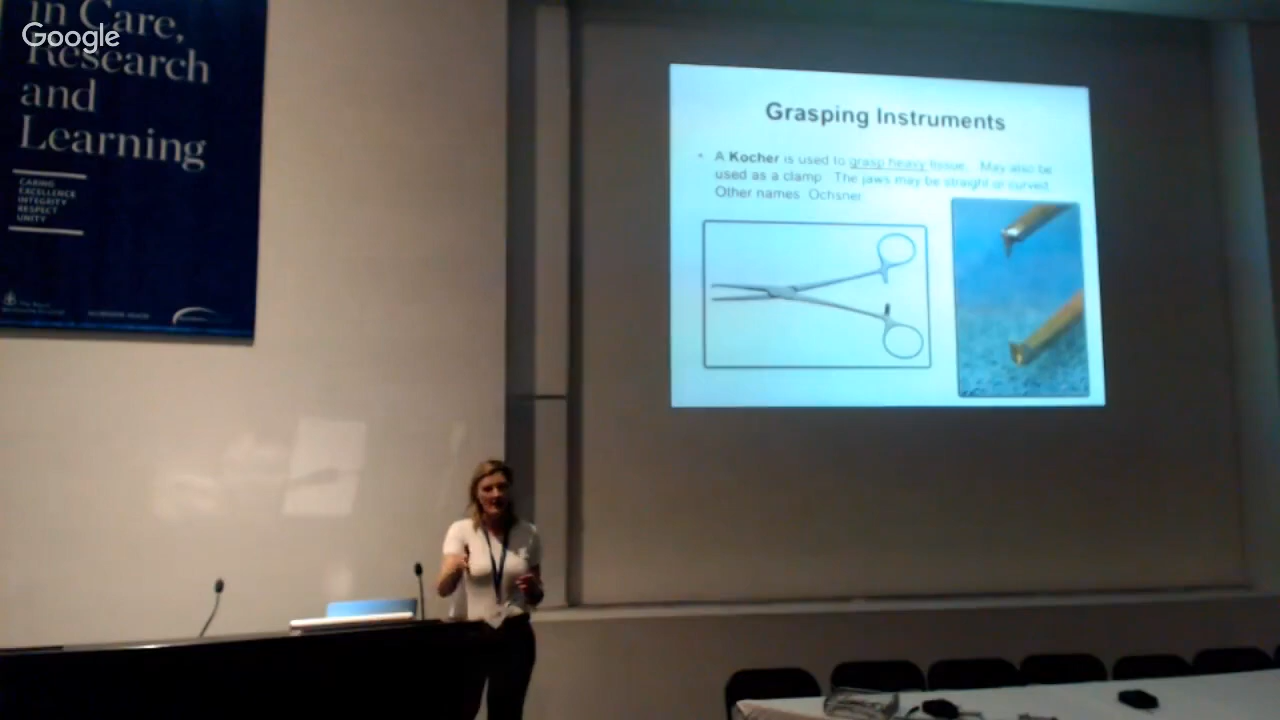 Google
in Care,
Research
and
Learning
CARING
EXCELLENCE
INTEGRITY
RESPECT
UNITY
Grasping Instruments
• A Kocher is used to grasp heavy tissue. May also be
used as a clamp. The jaws may be straight or curved.
Other names: Ochsner